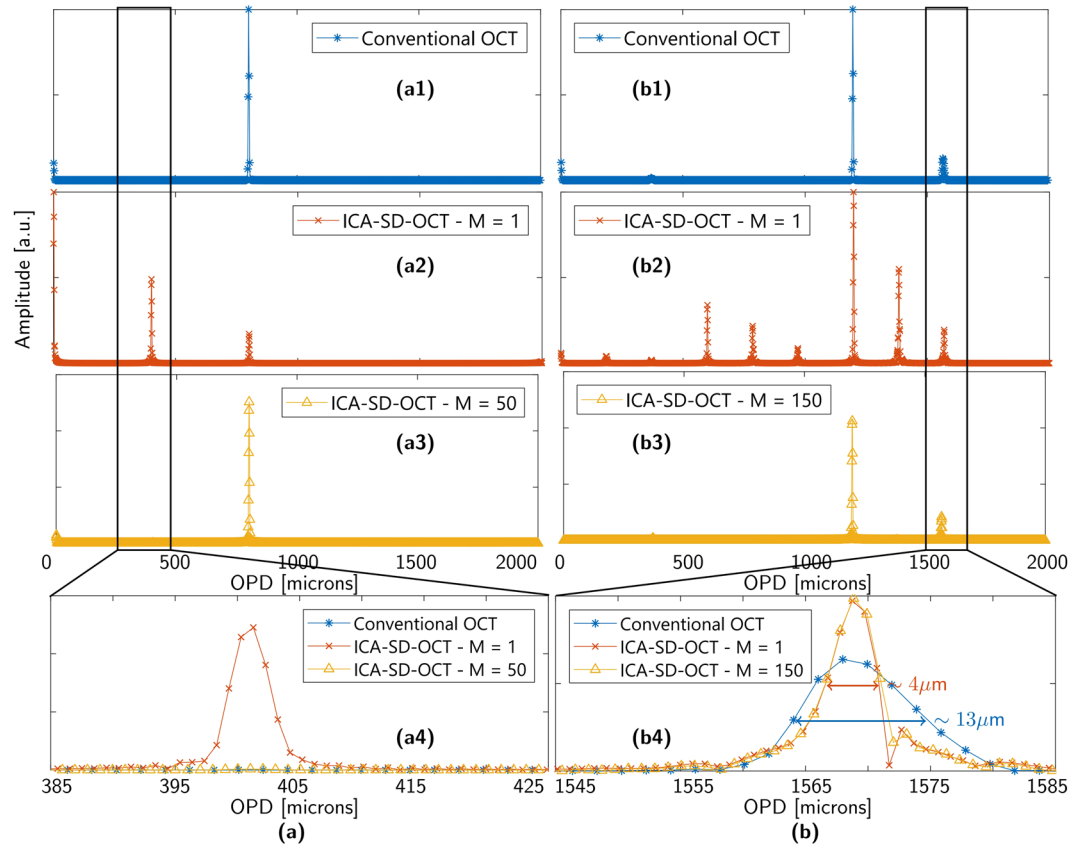 Conventional OCT
(a1)
Conventional OCT
(b1)
Amplitude [a.u.]
ICA-SD-OCT - M = 1
(a2)
ICA-SD-OCT - M = 1
(b2)
ICA-SD-OCT - M = 50
(a3)
ICA-SD-OCT - M = 150
(b3)
0 500 1000 1500 2000
OPD [microns]
0 500 1000 1500 2000
OPD [microns]
Conventional OCT
ICA-SD-OCT - M = 1
ICA-SD-OCT - M = 50
(a4)
385 395 405 415 425
OPD [microns]
(a)
Conventional OCT
ICA-SD-OCT - M = 1
ICA-SD-OCT - M = 150
~ 4μm
~ 13μm
(b4)
1545 1555 1565 1575 1585
OPD [microns]
(b)